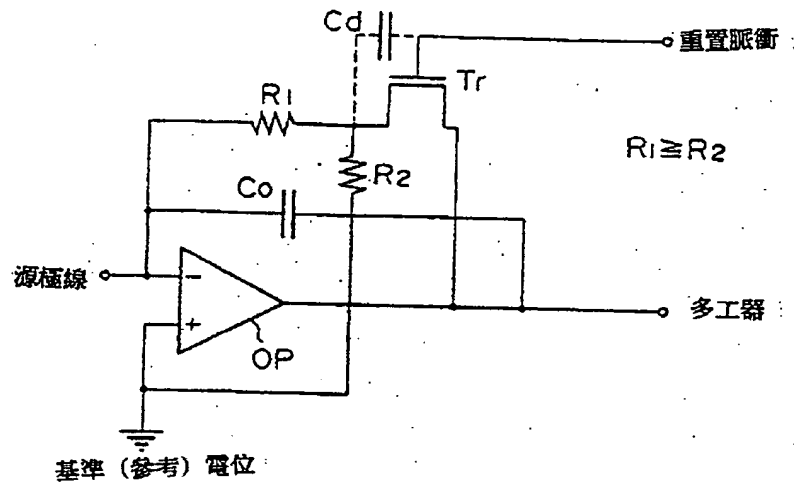 Cd
重置脈衝
Tr
R1
R1≧R2
R2
Co
源極線
−
+
OP
多工器
基準（參考）電位